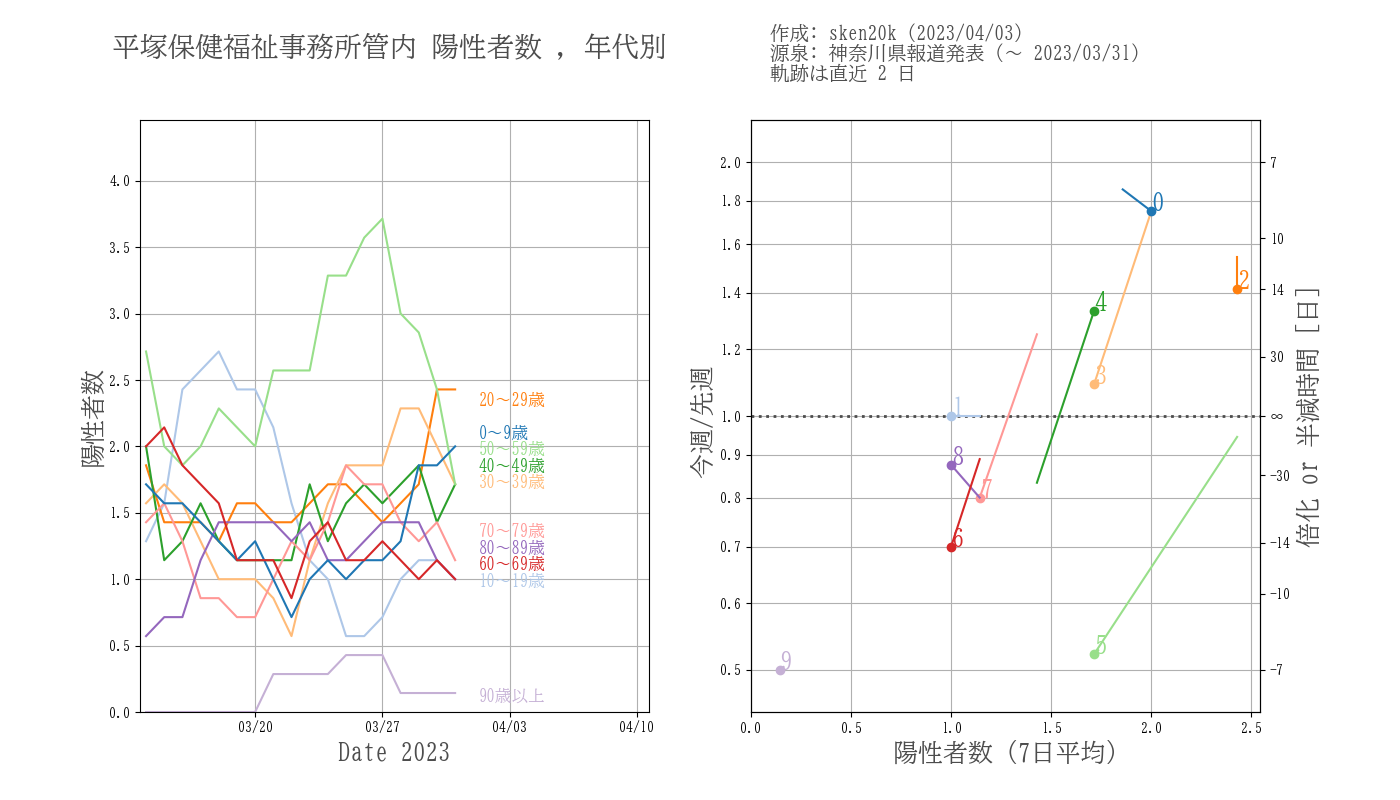 平塚保健福祉事務所管内 陽性者数 , 年代別
作成: sken20k (2023/04/03)
源泉: 神奈川県報道発表 (〜 2023/03/31)
軌跡は直近 2 日
陽性者数
4.0
3.5
3.0
2.5
2.0
1.5
1.0
0.5
0.0
20〜29歳
0〜9歳
50〜59歳
40〜49歳
30〜39歳
70〜79歳
80〜89歳
60〜69歳
10〜19歳
90歳以上
03/20
03/27
04/03
04/10
Date 2023
今週/先週
2.0
1.8
1.6
1.4
1.2
1.0
0.9
0.8
0.7
0.6
0.5
0
2
4
3
1
8
7
6
5
9
7
10
14
30
∞
−30
−14
−10
−7
倍化 or 半減時間 [日]
0.0
0.5
1.0
1.5
2.0
2.5
陽性者数 (7日平均)